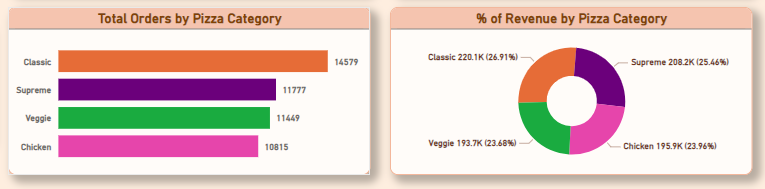 Total Orders by Pizza Category
Classic 14579
Supreme 11777
Veggie 11449
Chicken 10815
% of Revenue by Pizza Category
Classic 220.1K (26.91%)
Supreme 208.2K (25.46%)
Veggie 193.7K (23.68%)
Chicken 195.9K (23.96%)